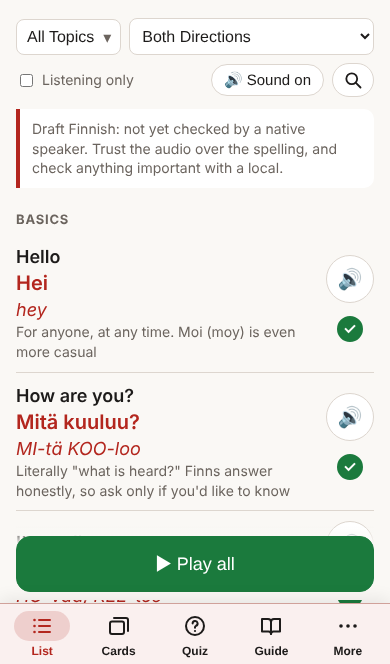 All Topics
Both Directions
Listening only
Sound on
Draft Finnish: not yet checked by a native
speaker. Trust the audio over the spelling, and
check anything important with a local.
BASICS
Hello
Hei
hey
For anyone, at any time. Moi (moy) is even
more casual
How are you?
Mitä kuuluu?
MI-tä KOO-loo
Literally "what is heard?" Finns answer
honestly, so ask only if you'd like to know
Play all
List
Cards
Quiz
Guide
More